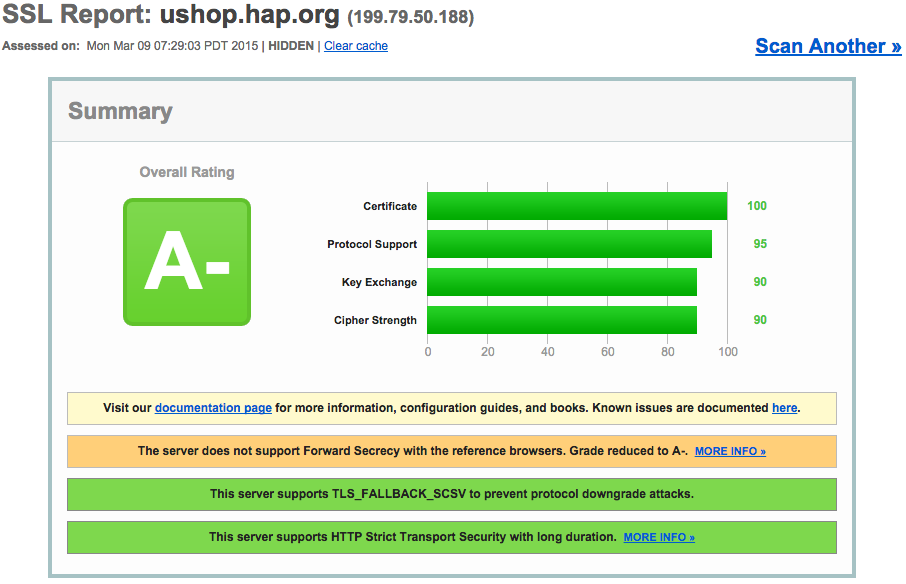 SSL Report: ushop.hap.org (199.79.50.188)
Assessed on: Mon Mar 09 07:29:03 PDT 2015 | HIDDEN | Clear cache
Scan Another »
Summary
Overall Rating
A-
Certificate 100
Protocol Support 95
Key Exchange 90
Cipher Strength 90
0 20 40 60 80 100
Visit our documentation page for more information, configuration guides, and books. Known issues are documented here.
The server does not support Forward Secrecy with the reference browsers. Grade reduced to A-. MORE INFO »
This server supports TLS_FALLBACK_SCSV to prevent protocol downgrade attacks.
This server supports HTTP Strict Transport Security with long duration. MORE INFO »